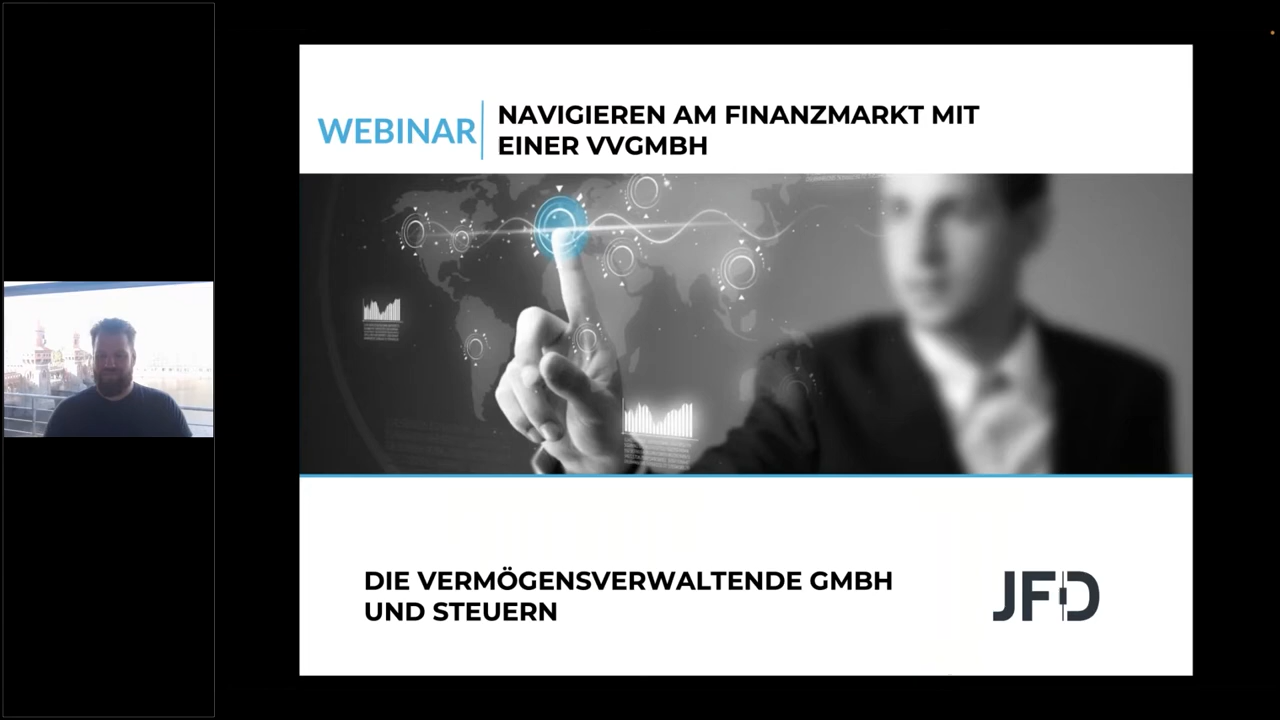 WEBINAR
NAVIGIEREN AM FINANZMARKT MIT
EINER VVGMBH
DIE VERMÖGENSVERWALTENDE GMBH
UND STEUERN
JFD